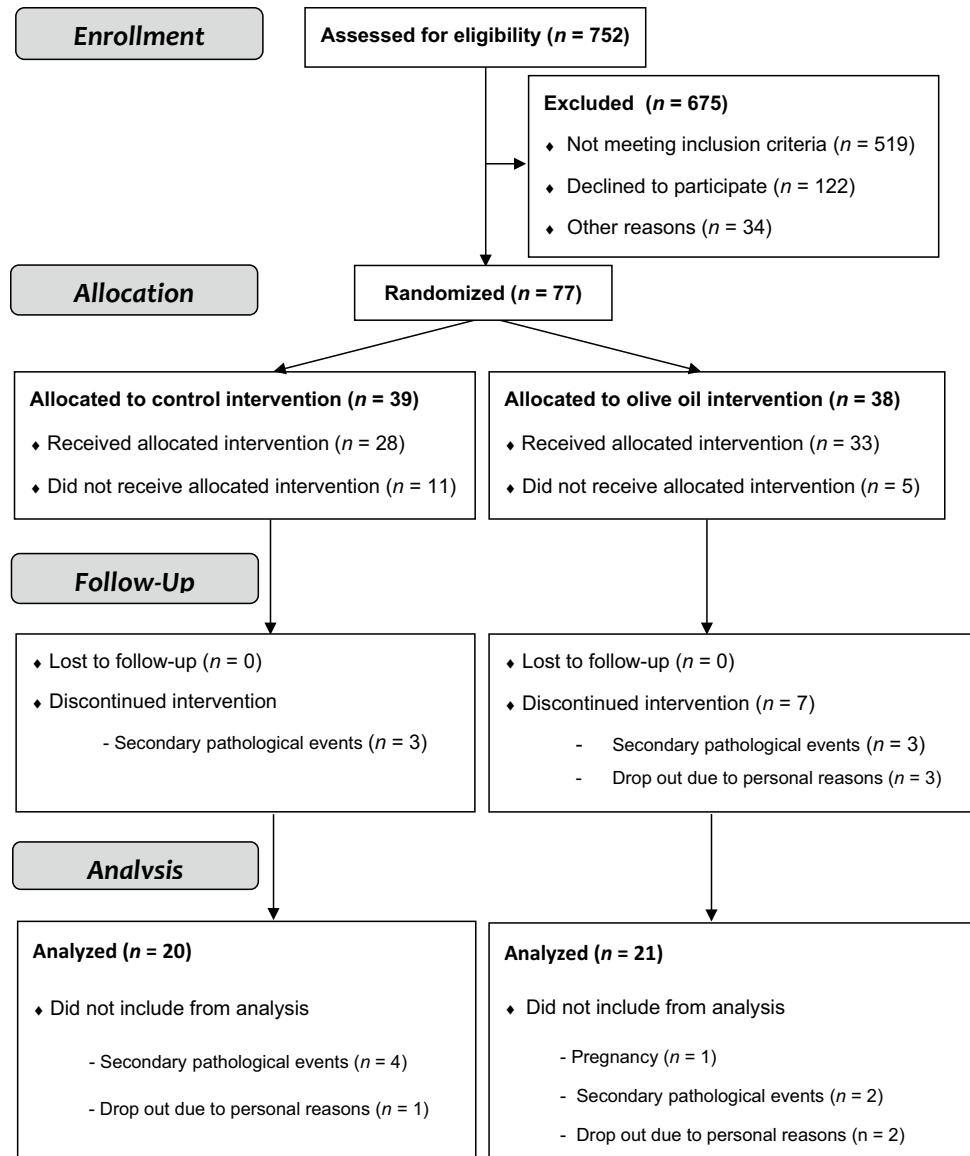 Enrollment
Assessed for eligibility (n = 752)
Excluded (n = 675)
♦ Not meeting inclusion criteria (n = 519)
♦ Declined to participate (n = 122)
♦ Other reasons (n = 34)
Allocation
Randomized (n = 77)
Allocated to control intervention (n = 39)
♦ Received allocated intervention (n = 28)
♦ Did not receive allocated intervention (n = 11)
Allocated to olive oil intervention (n = 38)
♦ Received allocated intervention (n = 33)
♦ Did not receive allocated intervention (n = 5)
Follow-Up
♦ Lost to follow-up (n = 0)
♦ Discontinued intervention
- Secondary pathological events (n = 3)
♦ Lost to follow-up (n = 0)
♦ Discontinued intervention (n = 7)
- Secondary pathological events (n = 3)
- Drop out due to personal reasons (n = 3)
Analysis
Analyzed (n = 20)
♦ Did not include from analysis
- Secondary pathological events (n = 4)
- Drop out due to personal reasons (n = 1)
Analyzed (n = 21)
♦ Did not include from analysis
- Pregnancy (n = 1)
- Secondary pathological events (n = 2)
- Drop out due to personal reasons (n = 2)